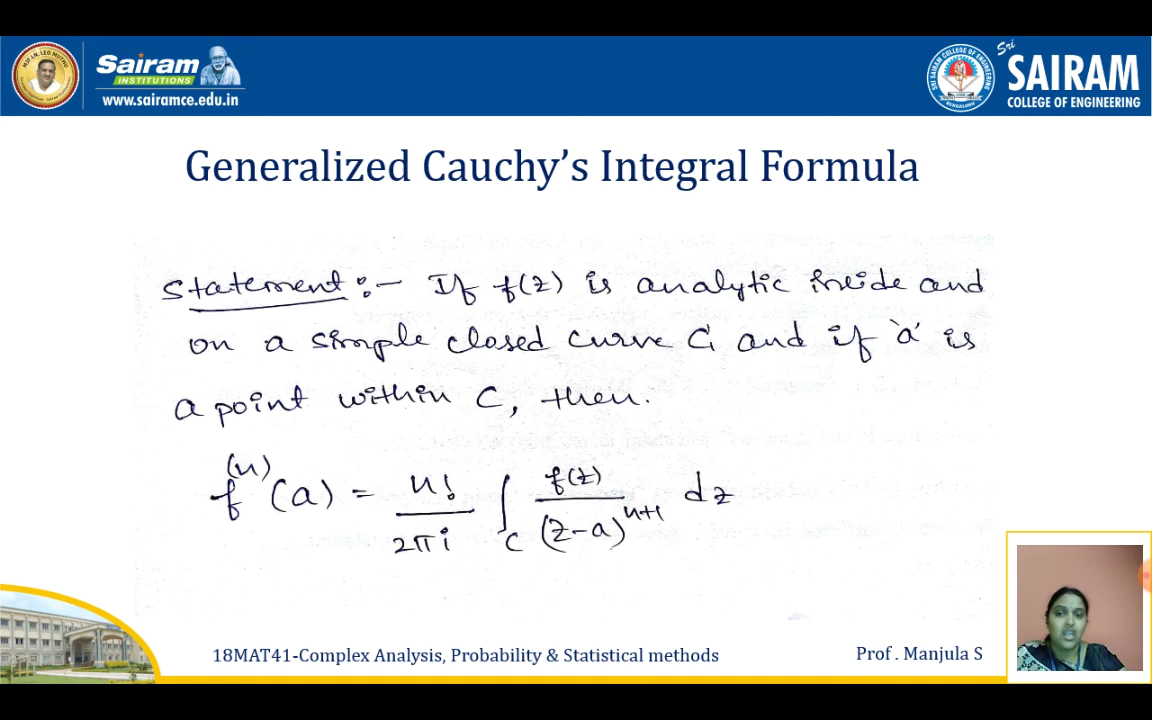 Sairam
INSTITUTIONS
www.sairamce.edu.in
Sri
SAIRAM
COLLEGE OF ENGINEERING
Generalized Cauchy’s Integral Formula
Statement :- If f(z) is analytic inside and
on a simple closed curve C, and if 'a' is
a point within C, then.
f^(n) (a) = n!/2πi ∫_C f(z)/(z-a)^n+1 dz
18MAT41-Complex Analysis, Probability & Statistical methods
Prof . Manjula S